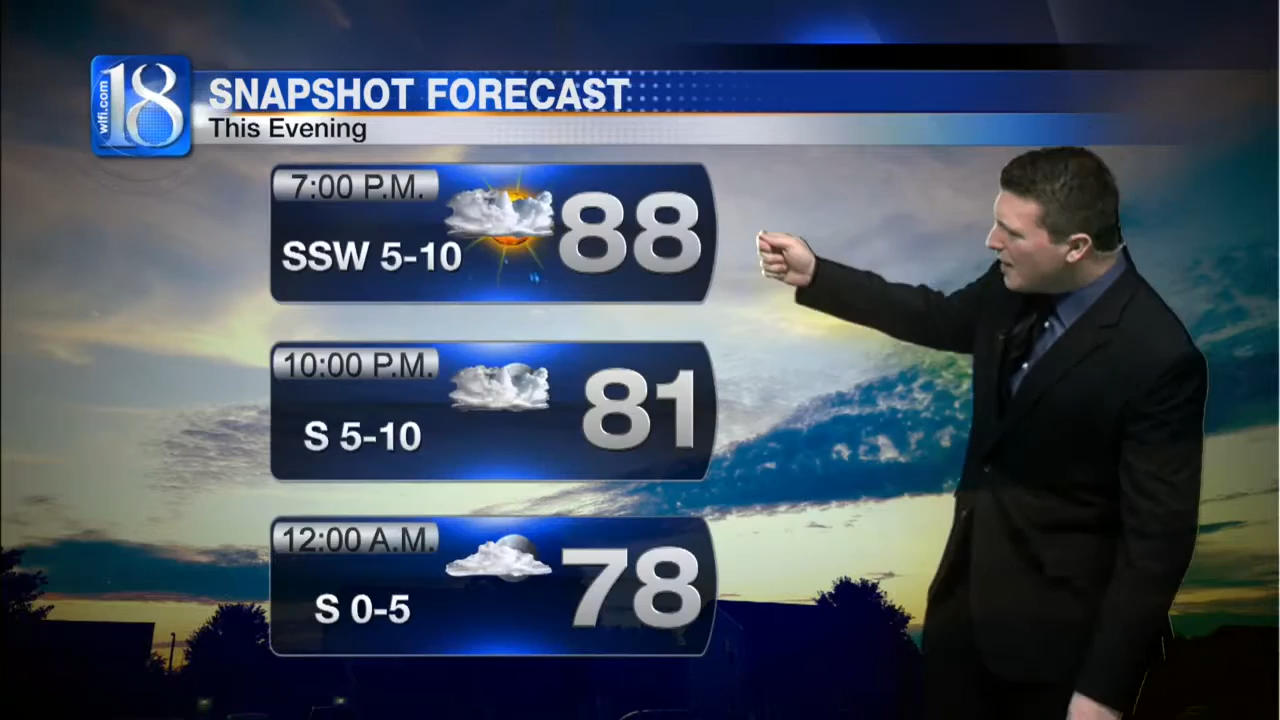 wlfi.com
18
SNAPSHOT FORECAST
This Evening
7:00 P.M.
SSW 5-10
88
10:00 P.M.
S 5-10
81
12:00 A.M.
S 0-5
78